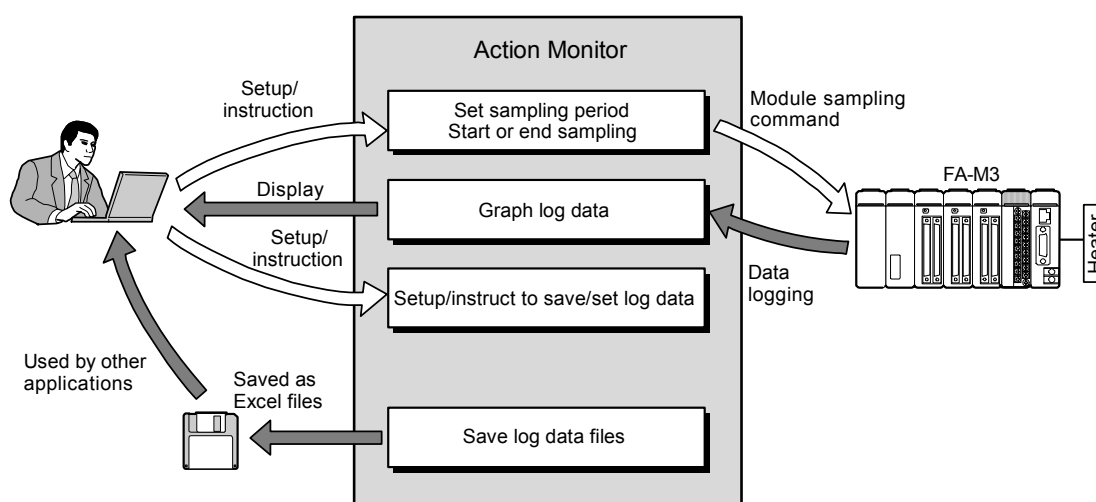 Action Monitor
Setup/
instruction
Set sampling period
Start or end sampling
Module sampling
command
FA-M3
Display
Graph log data
Heater
Setup/
instruction
Data
logging
Setup/instruct to save/set log data
Used by other
applications
Saved as
Excel files
Save log data files